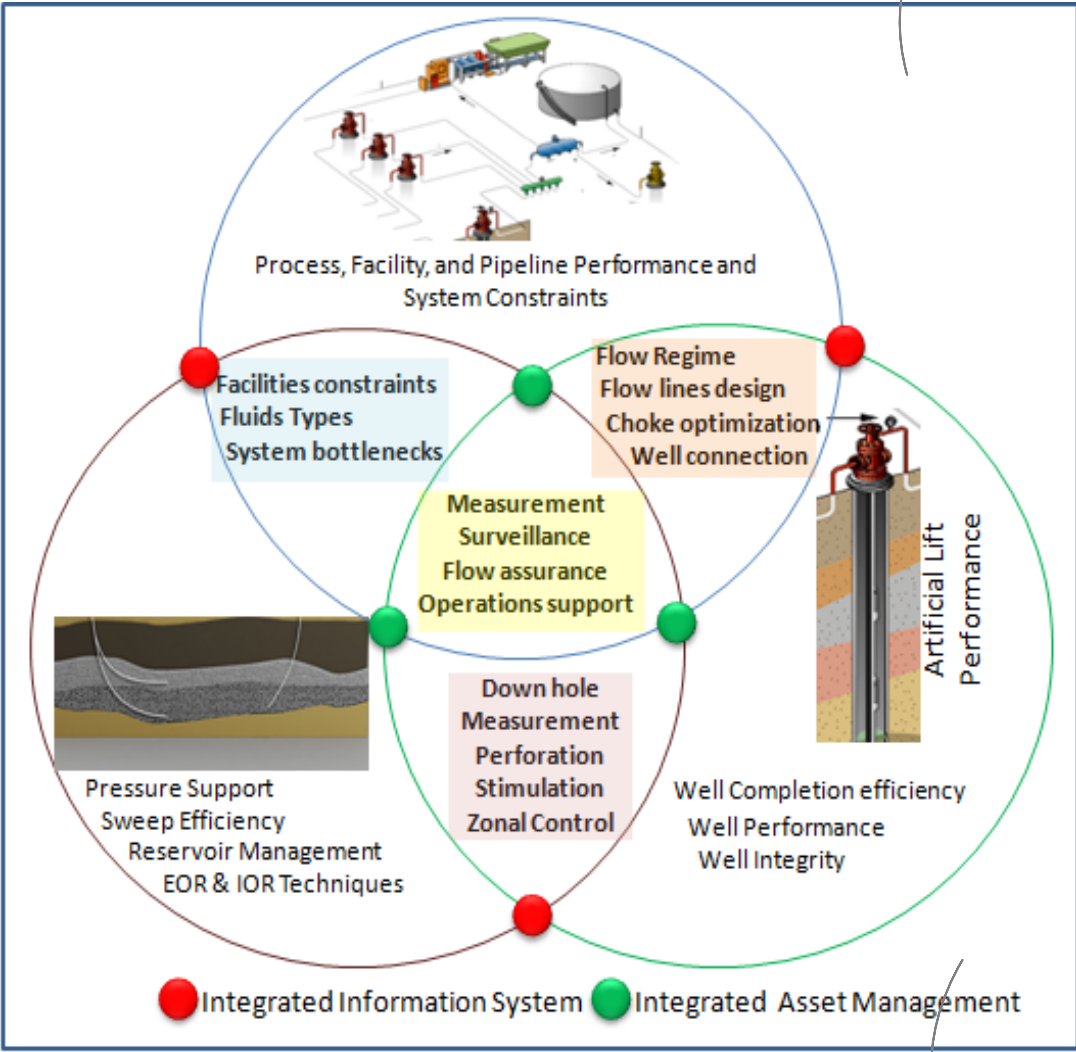 Process, Facility, and Pipeline Performance and
System Constraints
Facilities constraints
Fluids Types
System bottlenecks
Flow Regime
Flow lines design
Choke optimization
Well connection
Measurement
Surveillance
Flow assurance
Operations support
Artificial Lift
Performance
Down hole
Measurement
Perforation
Stimulation
Zonal Control
Pressure Support
Sweep Efficiency
Reservoir Management
EOR & IOR Techniques
Well Completion efficiency
Well Performance
Well Integrity
Integrated Information System
Integrated Asset Management